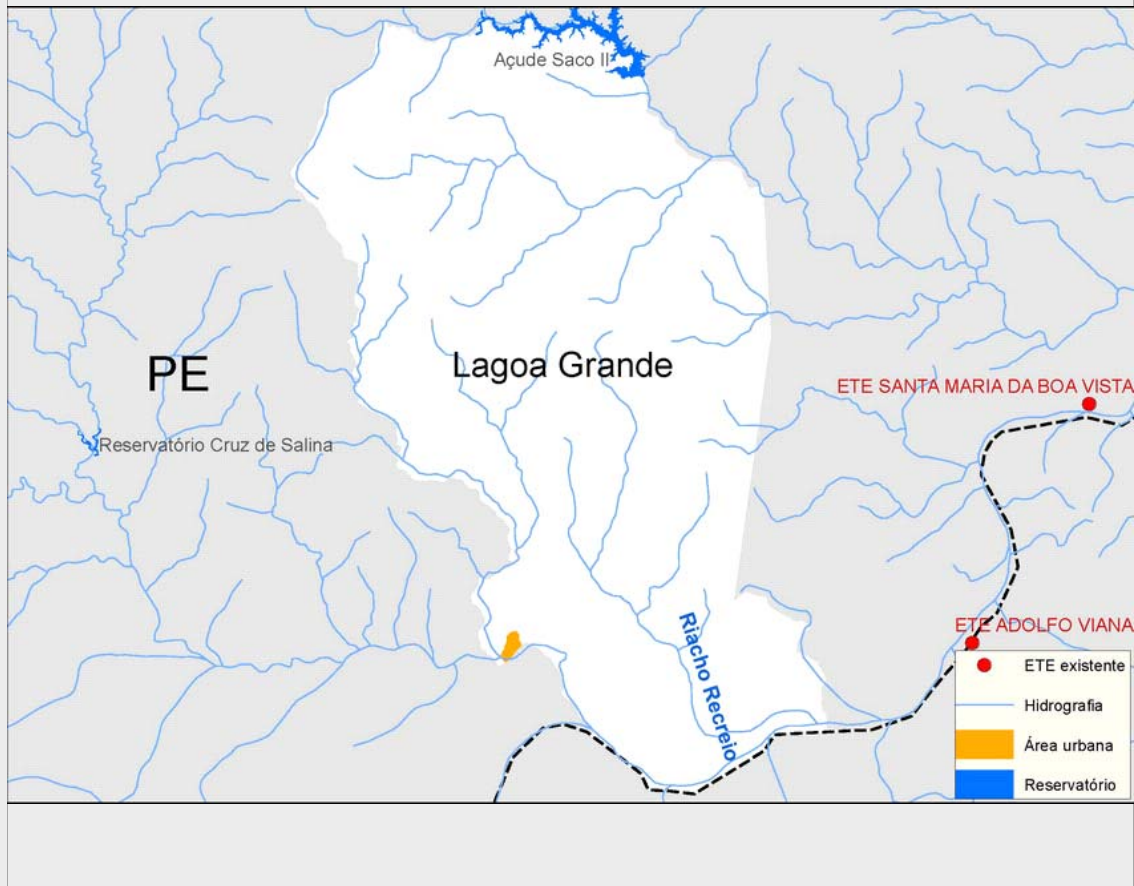 Açude Saco II
Lagoa Grande
PE
ETE SANTA MARIA DA BOA VISTA
Reservatório Cruz de Salina
Riacho Recreio
ETE ADOLFO VIANA
ETE existente
Hidrografia
Área urbana
Reservatório